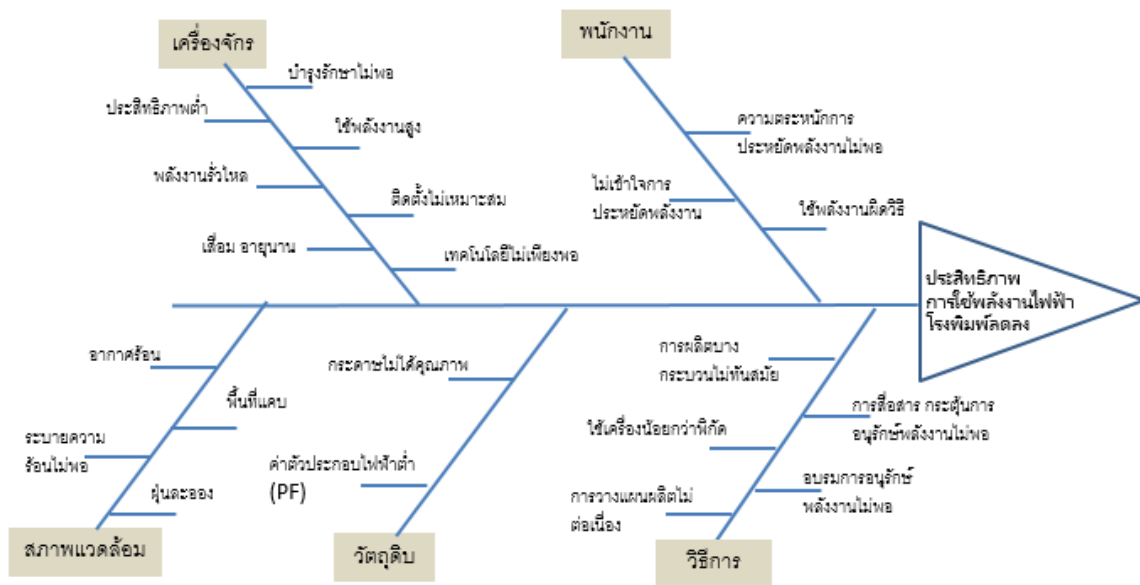 เครื่องจักร
พนักงาน
บำรุงรักษาไม่พอ
ประสิทธิภาพต่ำ
ใช้พลังงานสูง
พลังงานรั่วไหล
ติดตั้งไม่เหมาะสม
เสื่อม อายุนาน
เทคโนโลยีไม่เพียงพอ
ความตระหนักการ
ประหยัดพลังงานไม่พอ
ไม่เข้าใจการ
ประหยัดพลังงาน
ใช้พลังงานผิดวิธี
ประสิทธิภาพ
การใช้พลังงานไฟฟ้า
โรงพิมพ์ลดลง
อากาศร้อน
พื้นที่แคบ
ระบายความ
ร้อนไม่พอ
ฝุ่นละออง
กระดาษไม่ได้คุณภาพ
ค่าตัวประกอบไฟฟ้าต่ำ
(PF)
การผลิตบาง
กระบวนไม่ทันสมัย
การสื่อสาร กระตุ้นการ
อนุรักษ์พลังงานไม่พอ
ใช้เครื่องน้อยกว่าพิกัด
อบรมการอนุรักษ์
พลังงานไม่พอ
การวางแผนผลิตไม่
ต่อเนื่อง
สภาพแวดล้อม
วัตถุดิบ
วิธีการ